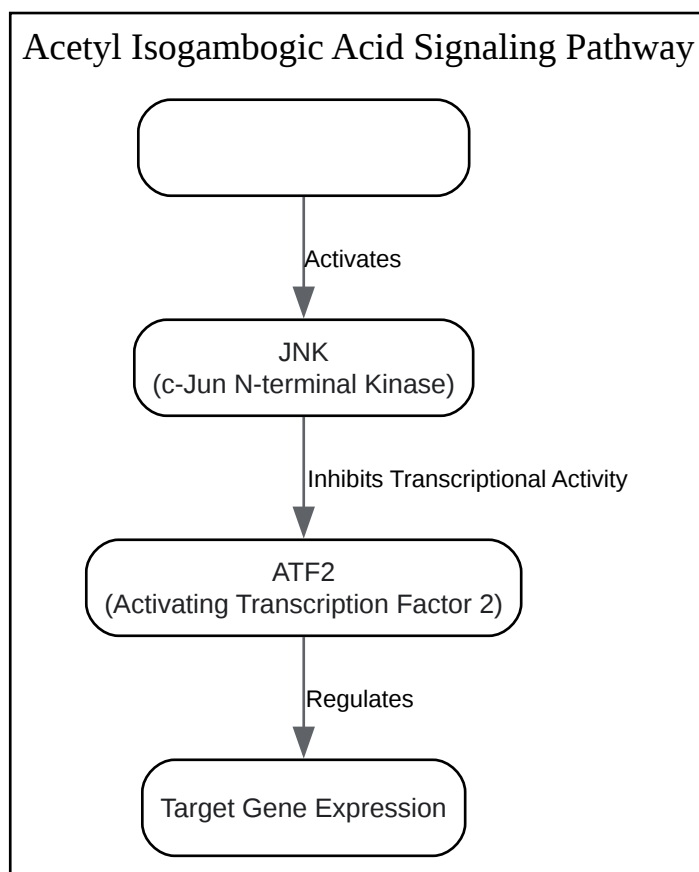 Acetyl Isogambogic Acid Signaling Pathway
Activates
JNK
(c-Jun N-terminal Kinase)
Inhibits Transcriptional Activity
ATF2
(Activating Transcription Factor 2)
Regulates
Target Gene Expression